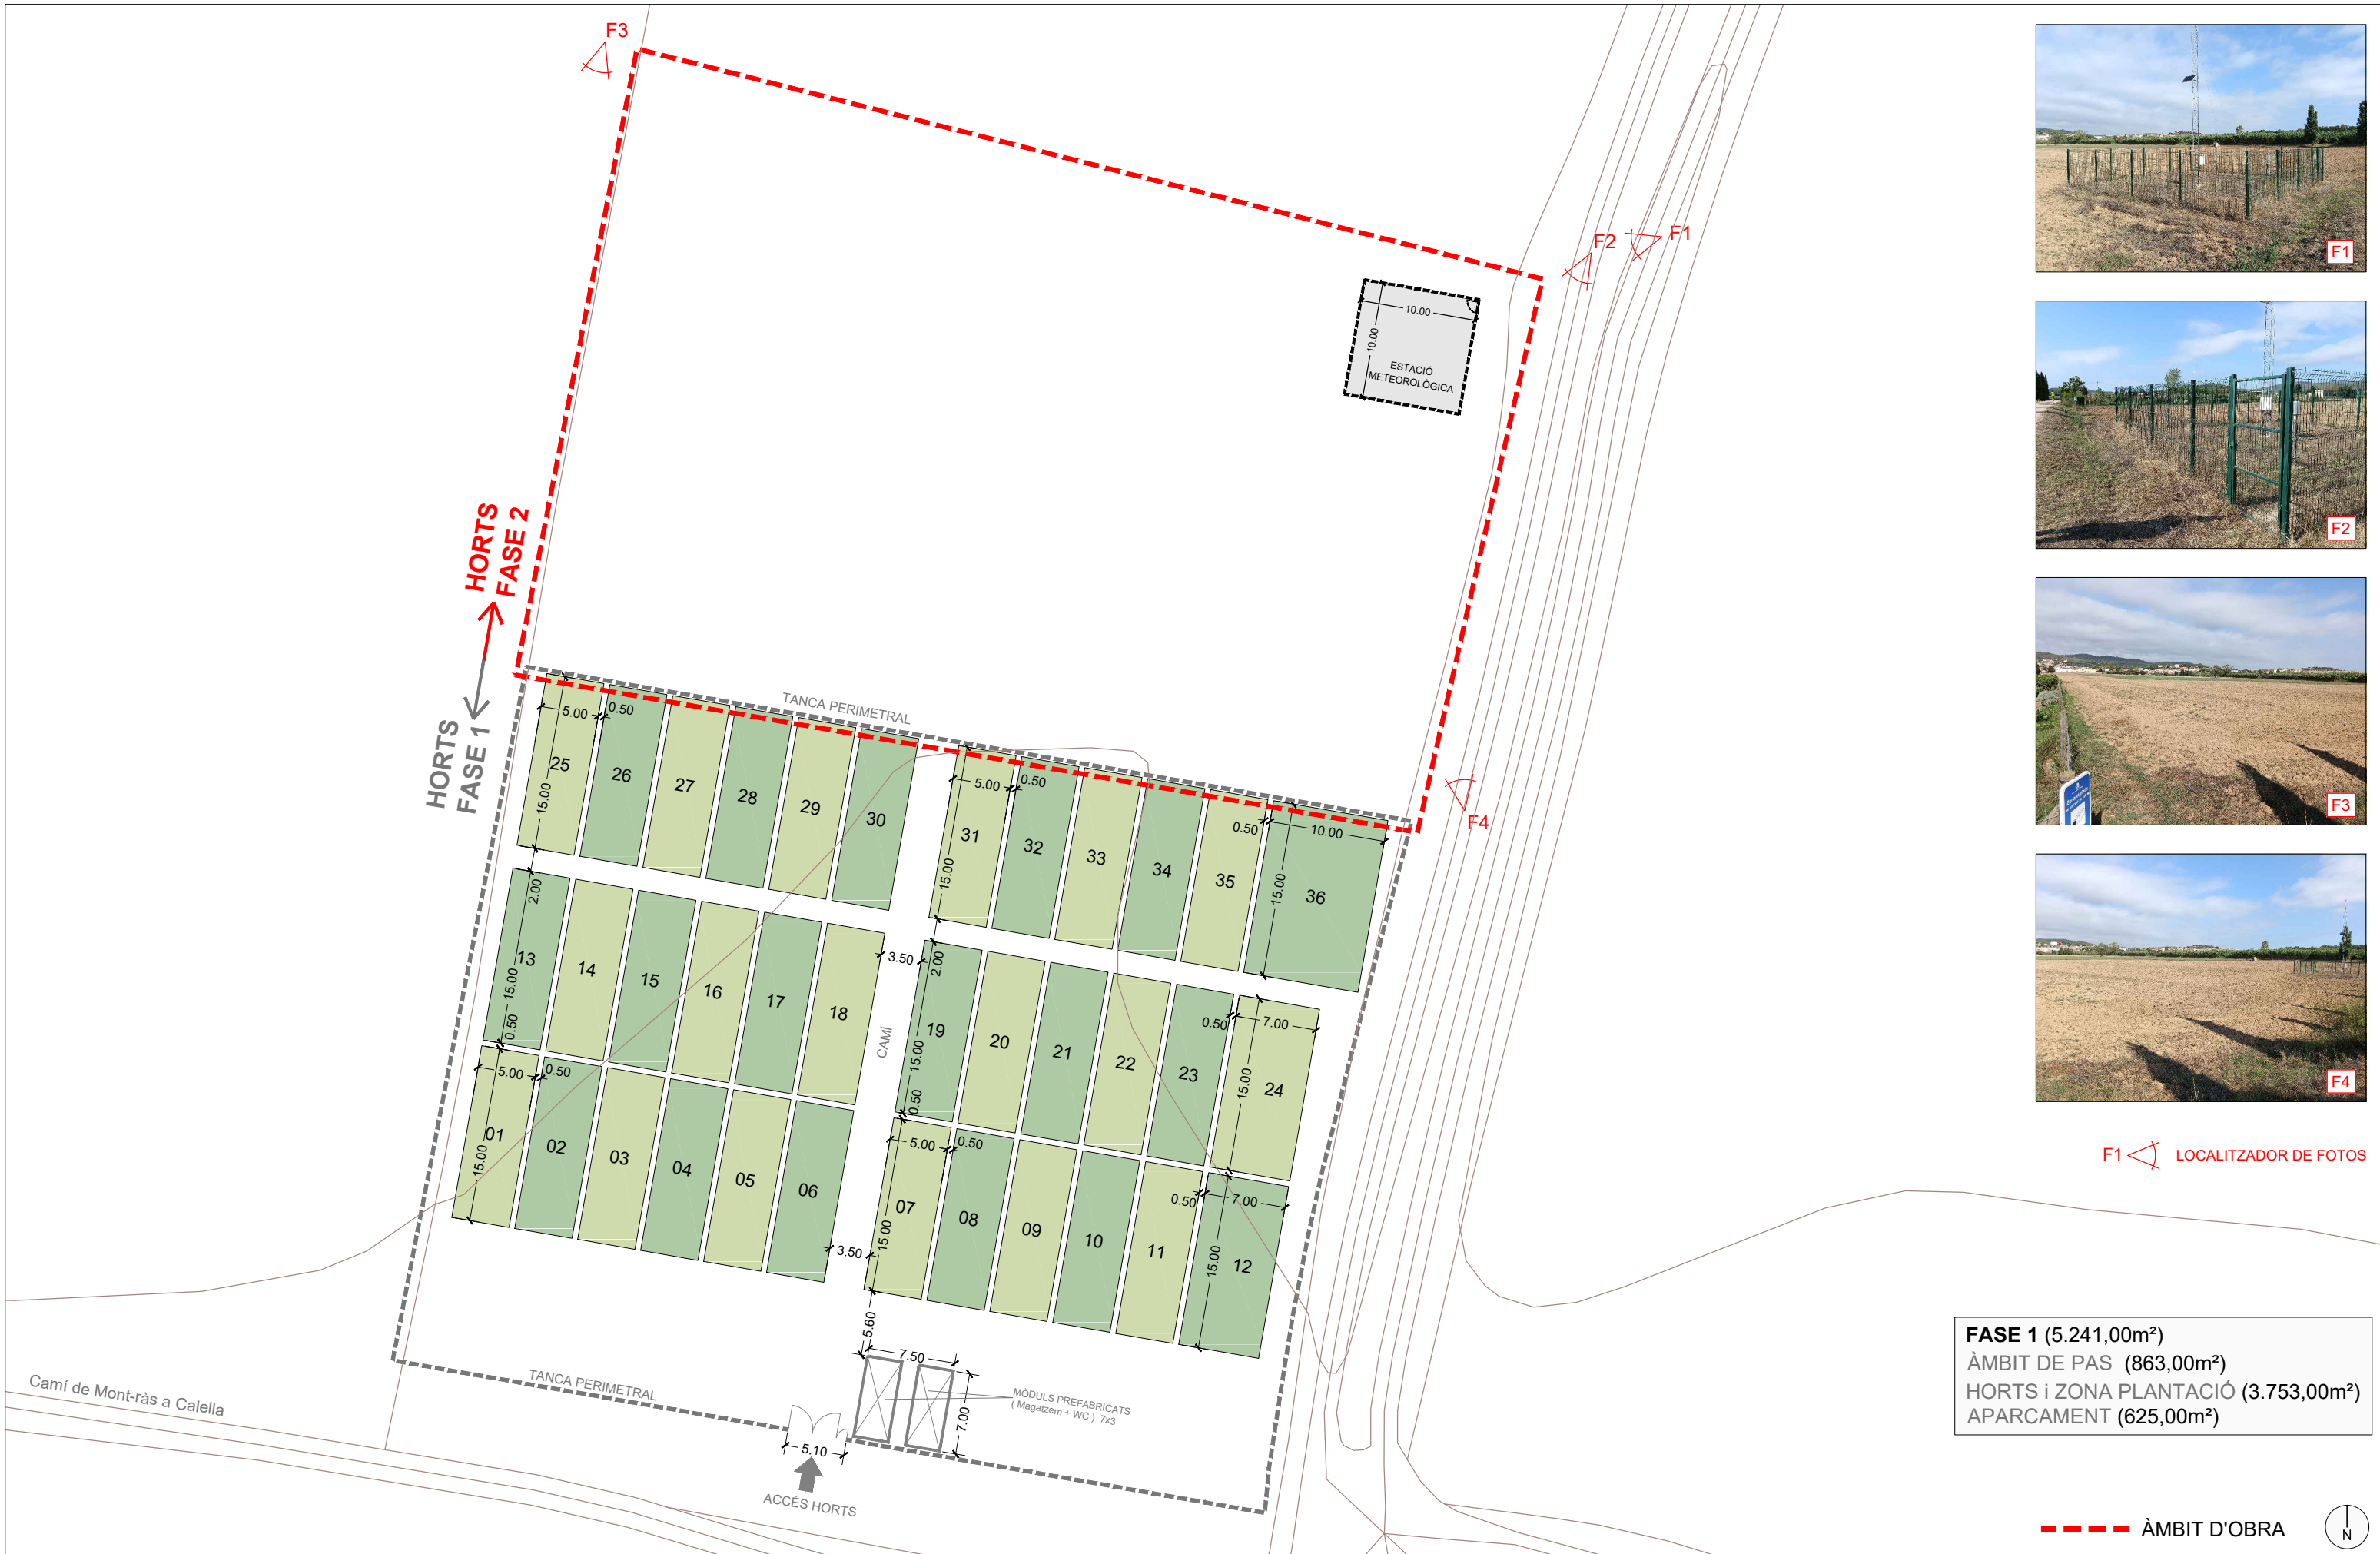 F3
F2
F1
10.00
10.00
ESTACIÓ
METEOROLÒGICA
HORTS
FASE 2
HORTS
FASE 1
TANCA PERIMETRAL
F4
5.00
0.50
25
26
27
28
29
30
15.00
5.00
0.50
31
32
33
34
35
0.50
10.00
36
15.00
15.00
2.00
13
14
15
16
17
18
15.00
0.50
3.50
2.00
CAMÍ
19
20
21
22
23
24
0.50
7.00
15.00
15.00
0.50
5.00
0.50
01
02
03
04
05
06
15.00
3.50
5.00
0.50
07
08
09
10
11
12
0.50
7.00
15.00
15.00
5.60
7.50
7.00
MÒDULS PREFABRICATS
( Magatzem + WC ) 7x3
TANCA PERIMETRAL
5.10
ACCÉS HORTS
Camí de Mont-ràs a Calella
F1
F2
F3
F4
F1 LOCALITZADOR DE FOTOS
FASE 1 (5.241,00m²)
ÀMBIT DE PAS (863,00m²)
HORTS i ZONA PLANTACIÓ (3.753,00m²)
APARCAMENT (625,00m²)
ÀMBIT D'OBRA
N